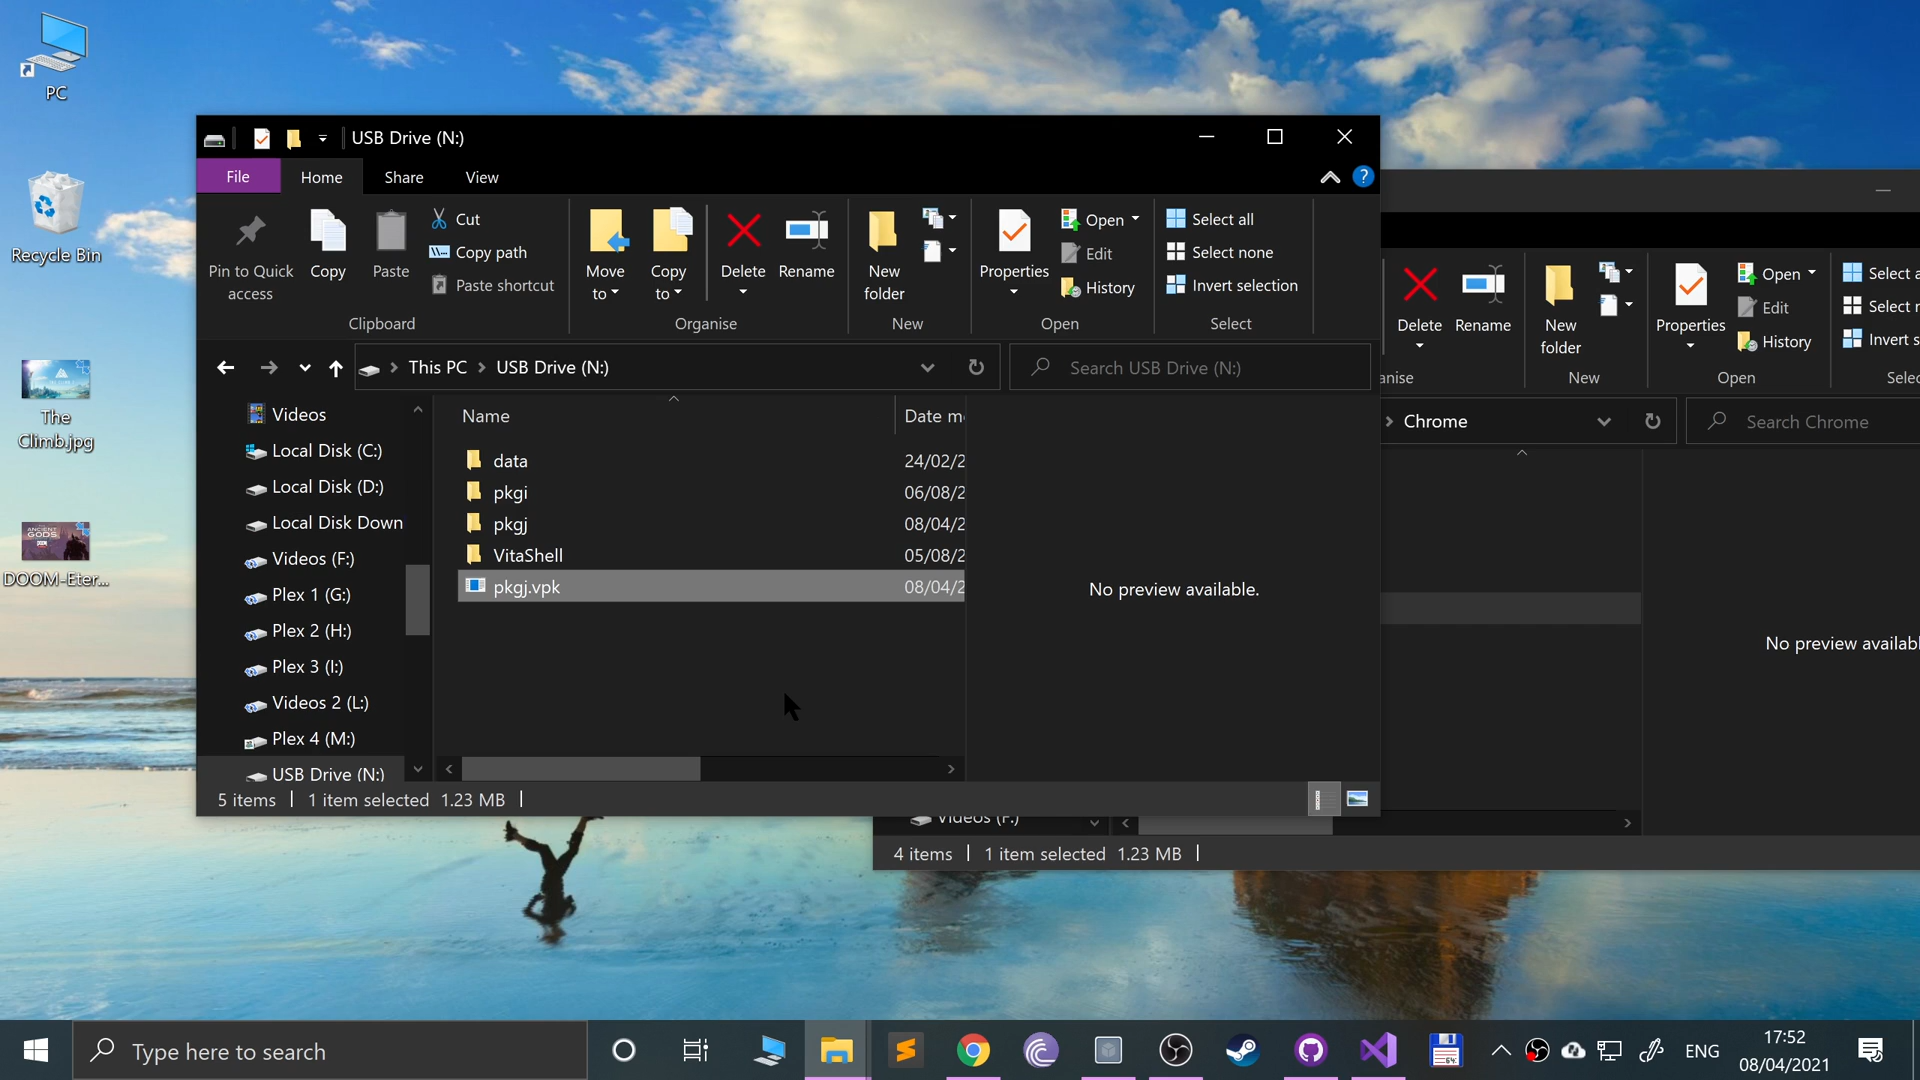 PC
Recycle Bin
The
Climb.jpg
DOOM-Eter...
USB Drive (N:)
File
Home
Share
View
?
Pin to Quick
access
Copy
Paste
Cut
Copy path
Paste shortcut
Clipboard
Move
to
Copy
to
Delete
Rename
Organise
New
folder
New
Properties
Open
Edit
History
Open
Select all
Select none
Invert selection
Select
This PC
USB Drive (N:)
Search USB Drive (N:)
Videos
Local Disk (C:)
Local Disk (D:)
Local Disk Down
Videos (F:)
Plex 1 (G:)
Plex 2 (H:)
Plex 3 (I:)
Videos 2 (L:)
Plex 4 (M:)
USB Drive (N:)
Name
Date m
data
24/02/2
pkgi
06/08/2
pkgj
08/04/2
VitaShell
05/08/2
pkgj.vpk
08/04/2
No preview available.
5 items
1 item selected 1.23 MB
Delete
Rename
anise
New
folder
New
Properties
Open
Edit
History
Open
Select a
Select n
Invert s
Selec
Chrome
Search Chrome
No preview availabl
Videos (F:)
4 items
1 item selected 1.23 MB
Type here to search
64
ENG
17:52
08/04/2021